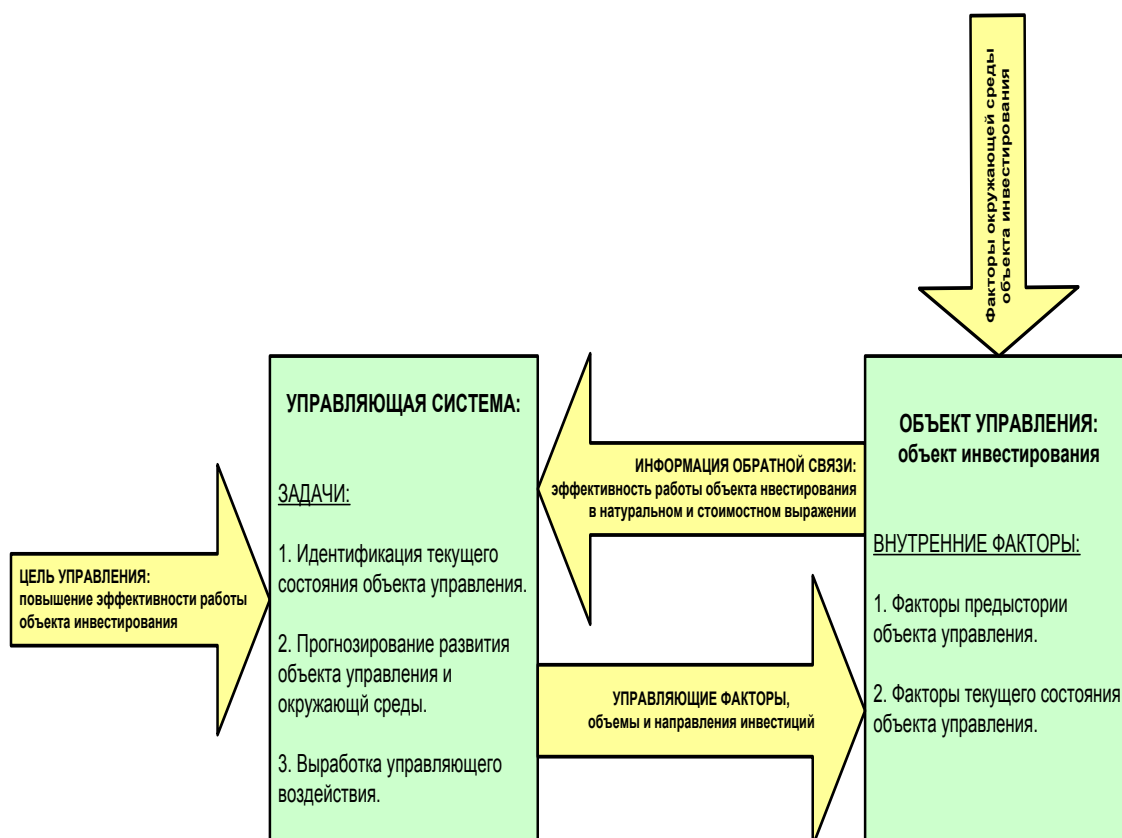 Факторы окружающей среды
объекта инвестирования
УПРАВЛЯЮЩАЯ СИСТЕМА:
ЗАДАЧИ:
1. Идентификация текущего
состояния объекта управления.
2. Прогнозирование развития
объекта управления и
окружающй среды.
3. Выработка управляющего
воздействия.
ЦЕЛЬ УПРАВЛЕНИЯ:
повышение эффективности работы
объекта инвестирования
ИНФОРМАЦИЯ ОБРАТНОЙ СВЯЗИ:
эффективность работы объекта нвестирования
в натуральном и стоимостном выражении
УПРАВЛЯЮЩИЕ ФАКТОРЫ,
объемы и направления инвестиций
ОБЪЕКТ УПРАВЛЕНИЯ:
объект инвестирования
ВНУТРЕННИЕ ФАКТОРЫ:
1. Факторы предыстории
объекта управления.
2. Факторы текущего состояния
объекта управления.